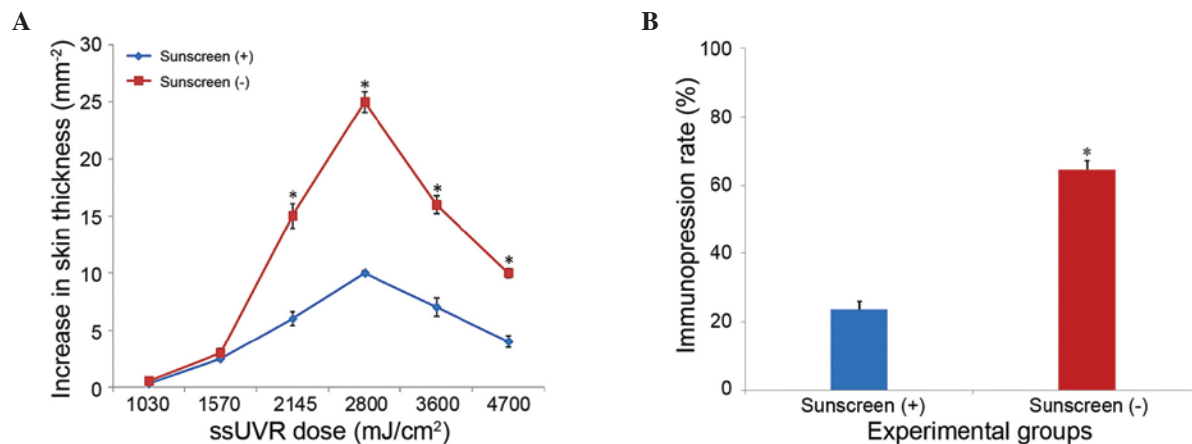 A
Increase in skin thickness (mm-2)
30
25
20
15
10
5
0
Sunscreen (+)
Sunscreen (-)
*
*
*
*
1030 1570 2145 2800 3600 4700
ssUVR dose (mJ/cm²)
B
Immunopression rate (%)
100
80
60
40
20
0
*
Sunscreen (+) Sunscreen (-)
Experimental groups